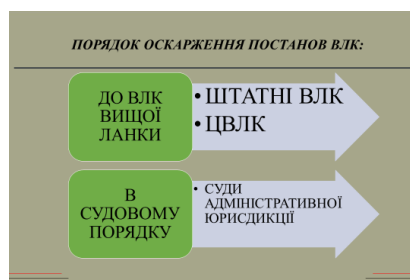 ПОРЯДОК ОСКАРЖЕННЯ ПОСТАНОВ ВЛК:
ДО ВЛК
ВИЩОЇ
ЛАНКИ
• ШТАТНІ ВЛК
• ЦВЛК
В
СУДОВОМУ
ПОРЯДКУ
• СУДИ
АДМІНІСТРАТИВНОЇ
ЮРИСДИКЦІЇ